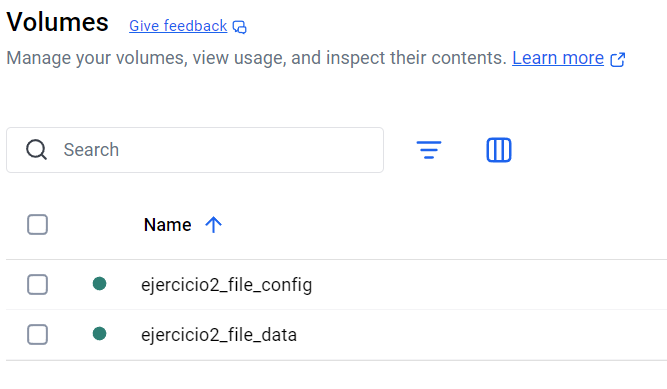 Volumes Give feedback
Manage your volumes, view usage, and inspect their contents. Learn more
Search
Name
ejercicio2_file_config
ejercicio2_file_data